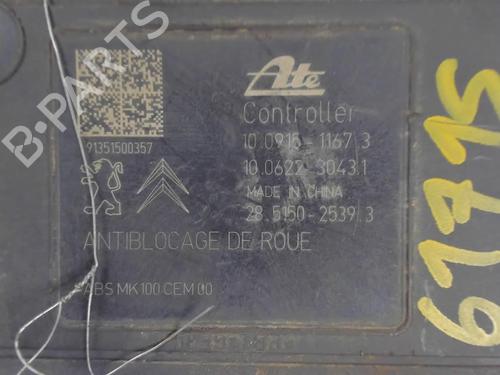 Ate
Controller
10.0915-1167.3
10.0622-3043.1
MADE IN CHINA
28.5150-2539.3
91351500357
ANTIBLOCAGE DE ROUE
ABS MK100 CEM 00
B-PARTS
61715